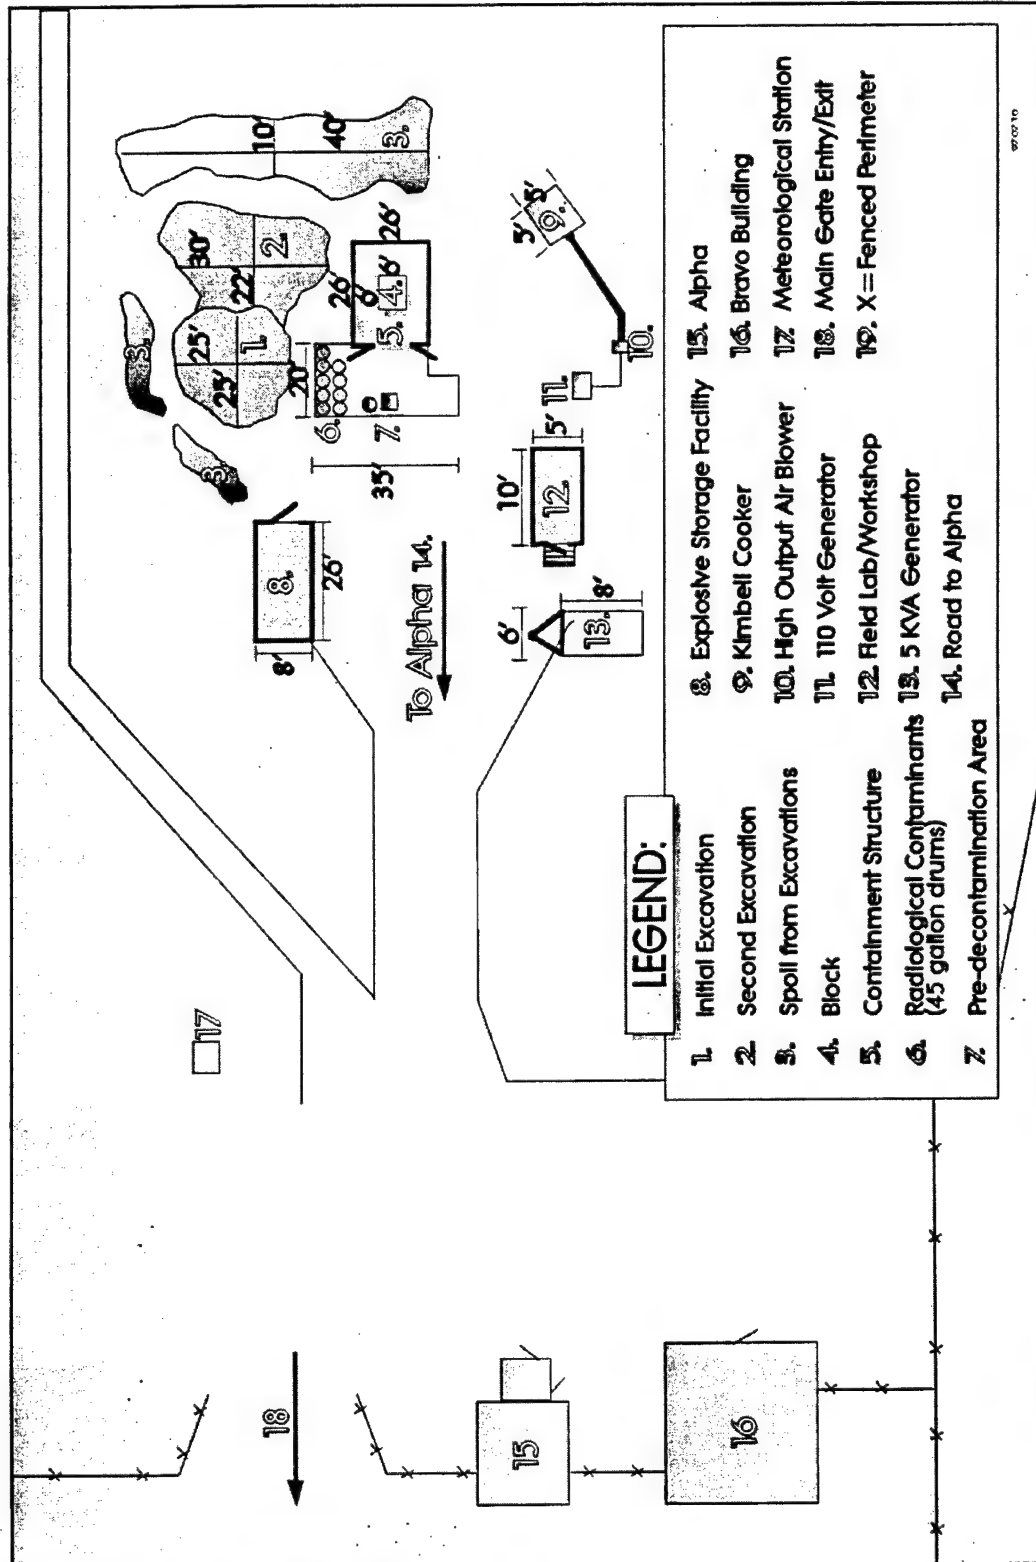 17
18
15
16
3.
3.
25'
25'
1.
30'
22'
2.
10'
40'
3.
8.
8'
26'
20'
6.
7.
35'
5.
26'
6'
4.
6'
26'
To Alpha 14.
6'
13.
8'
10'
12.
5'
11.
10.
5'
5'
9.
LEGEND:
1. Initial Excavation
2. Second Excavation
3. Spoil from Excavations
4. Block
5. Containment Structure
6. Radiological Contaminants
(45 gallon drums)
7. Pre-decontamination Area
8. Explosive Storage Facility
9. Kimbell Cooker
10. High Output Air Blower
11. 110 Volt Generator
12. Field Lab/Workshop
13. 5 KVA Generator
14. Road to Alpha
15. Alpha
16. Bravo Building
17. Meteorological Station
18. Main Gate Entry/Exit
19. X=Fenced Perimeter